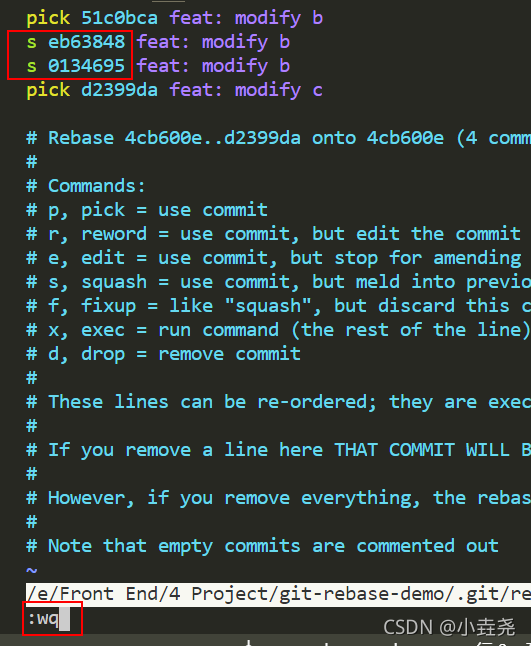 pick 51c0bca feat: modify b
s eb63848 feat: modify b
s 0134695 feat: modify b
pick d2399da feat: modify c
# Rebase 4cb600e..d2399da onto 4cb600e (4 comm
#
# Commands:
# p, pick = use commit
# r, reword = use commit, but edit the commit
# e, edit = use commit, but stop for amending
# s, squash = use commit, but meld into previo
# f, fixup = like "squash", but discard this c
# x, exec = run command (the rest of the line)
# d, drop = remove commit
#
# These lines can be re-ordered; they are exec
#
# If you remove a line here THAT COMMIT WILL B
#
# However, if you remove everything, the rebas
#
# Note that empty commits are commented out
~
/e/Front End/4 Project/git-rebase-demo/.git/re
:wq
CSDN @小垚尧